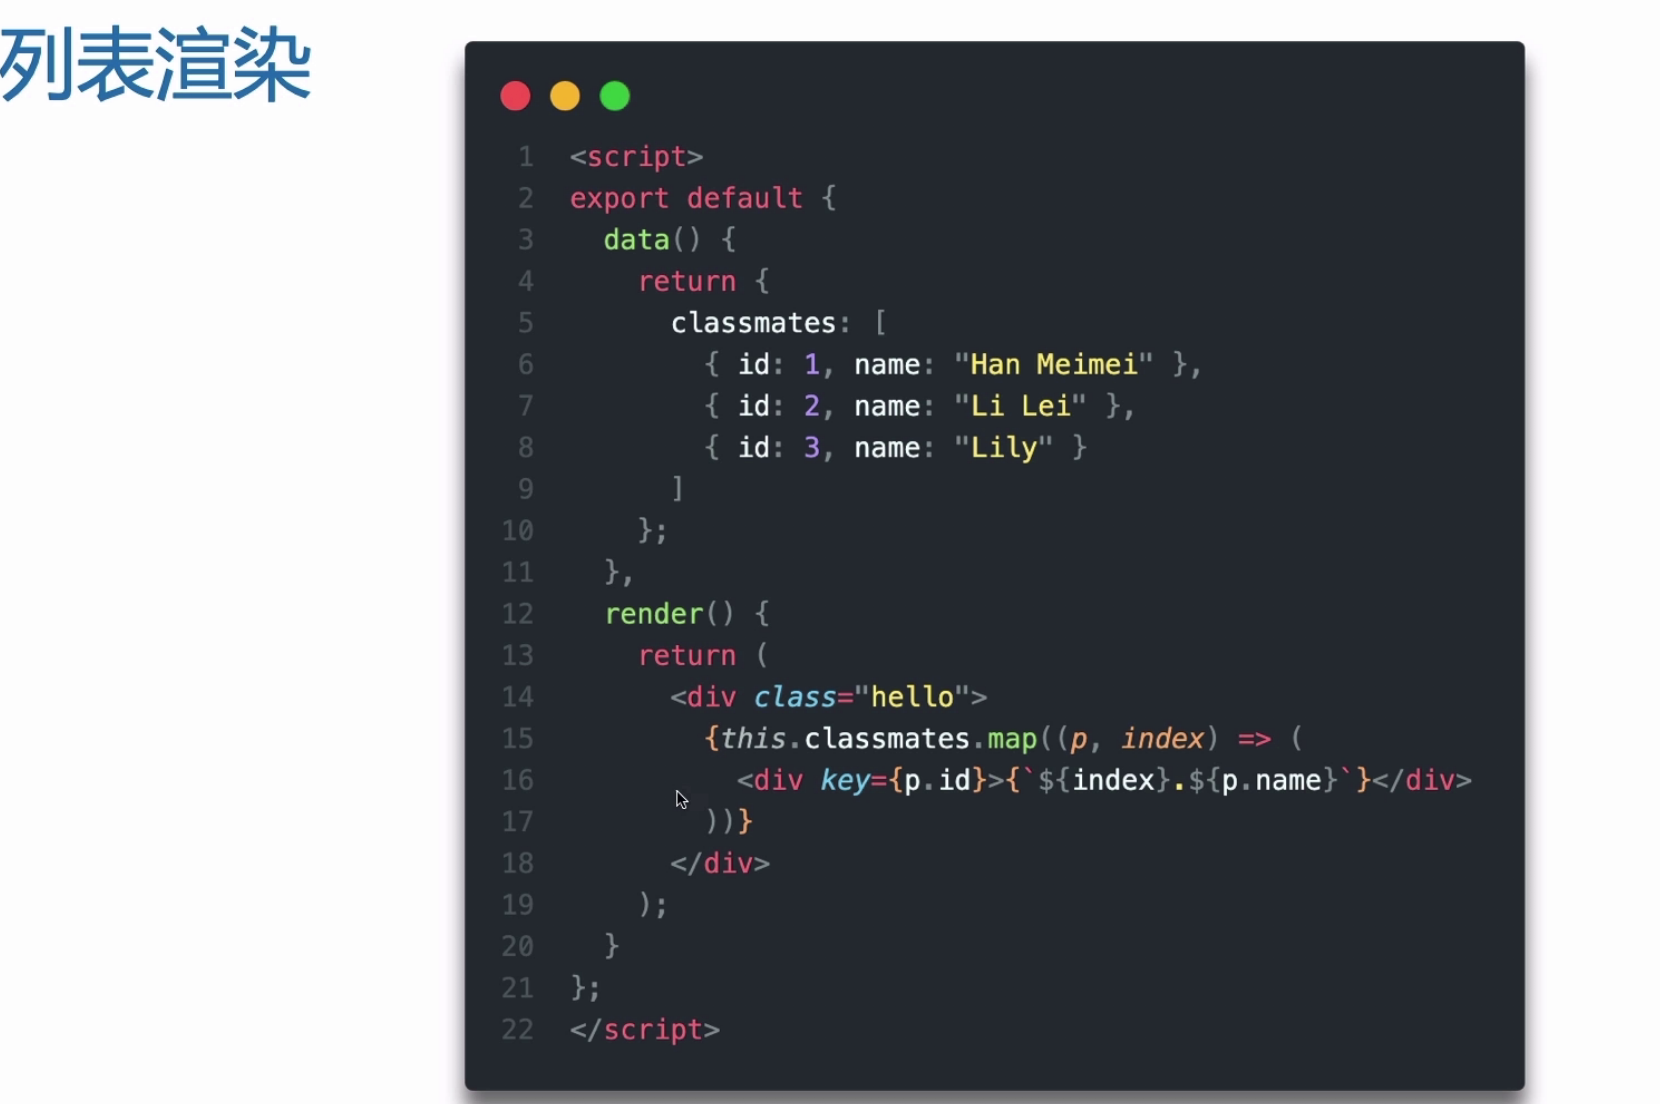 列表渲染
1 <script>
2 export default {
3   data() {
4     return {
5       classmates: [
6         { id: 1, name: "Han Meimei" },
7         { id: 2, name: "Li Lei" },
8         { id: 3, name: "Lily" }
9       ]
10     };
11   },
12   render() {
13     return (
14       <div class="hello">
15         {this.classmates.map((p, index) => (
16           <div key={p.id}>{`${index}.${p.name}`}</div>
17         ))}
18       </div>
19     );
20   }
21 };
22 </script>